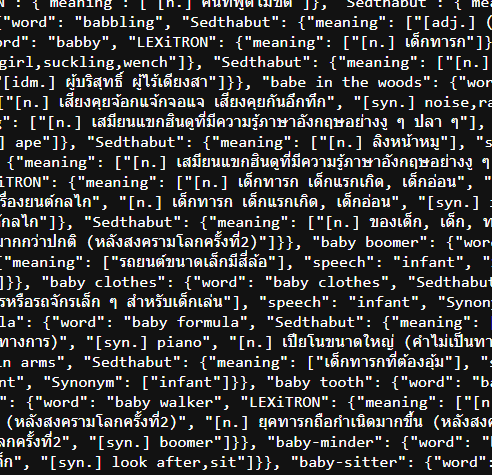 ": {"meaning": ["[n.] คนที่พูดไม่ชัด"]}, "Sedthabut": {"meaning": [
{"word": "babbling", "Sedthabut": {"meaning": ["[adj.] (
rd": "babby", "LEXiTRON": {"meaning": ["[n.] เด็กทารก"]}
girl,suckling,wench"]}, "Sedthabut": {"meaning": ["[n.]
[idm.] ผู้บริสุทธิ์ ผู้ไร้เดียงสา"]}}, "babe in the woods": {"wor
["[n.] เสียงคุยจ้อกแจ้กจอแจ เสียงคุยกันอึกทึก", "[syn.] noise,ra
ng": ["[n.] เสมียนแขกฮินดูที่มีความรู้ภาษาอังกฤษอย่างงู ๆ ปลา ๆ"],
] ape"]}, "Sedthabut": {"meaning": ["[n.] ลิงหน้าหมู"], "s
{"meaning": ["[n.] เสมียนแขกฮินดูที่มีความรู้ภาษาอังกฤษอย่างงู ๆ
iTRON": {"meaning": ["[n.] เด็กทารก เด็กแรกเกิด, เด็กอ่อน", "
รื่องยนต์กลไก", "[n.] เด็กทารก เด็กแรกเกิด, เด็กอ่อน", "[syn.] i
ก์กลไก"]}, "Sedthabut": {"meaning": ["[n.] ของเด็ก, เด็ก, ท
มากกว่าปกติ (หลังสงครามโลกครั้งที่2)"]}}, "baby boomer": {"wor
["meaning": ["รถยนต์ขนาดเล็กมีสี่ล้อ"], "speech": "infant", "
]}}, "baby clothes": {"word": "baby clothes", "Sedthabu
รหรือรถจักรเล็ก ๆ สำหรับเด็กเล่น"], "speech": "infant", "Synony
la": {"word": "baby formula", "Sedthabut": {"meaning":
ทางการ)", "[syn.] piano", "[n.] เปียโนขนาดใหญ่ (คำไม่เป็นทา
in arms", "Sedthabut": {"meaning": ["เด็กทารกที่ต้องอุ้ม"], "s
nt", "Synonym": ["infant"]}}, "baby tooth": {"word": "ba
: {"word": "baby walker", "LEXiTRON": {"meaning": ["[n
(หลังสงครามโลกครั้งที่2)", "[n.] ยุคทารกถือกำเนิดมากขึ้น (หลังสง
ลกครั้งที่2", "[syn.] boomer"]}}, "baby-minder": {"word": "b
ด็ก", "[syn.] look after,sit"]}}, "baby-sitter": {"word"